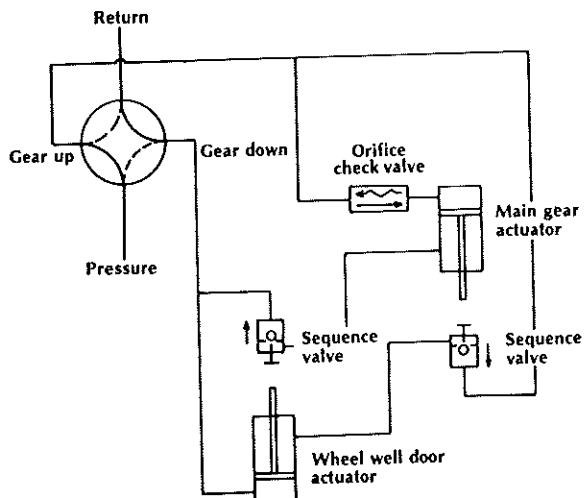 Return
Gear up
Gear down
Pressure
Orifice
check valve
Main gear
actuator
Sequence
valve
Sequence
valve
Wheel well door
actuator